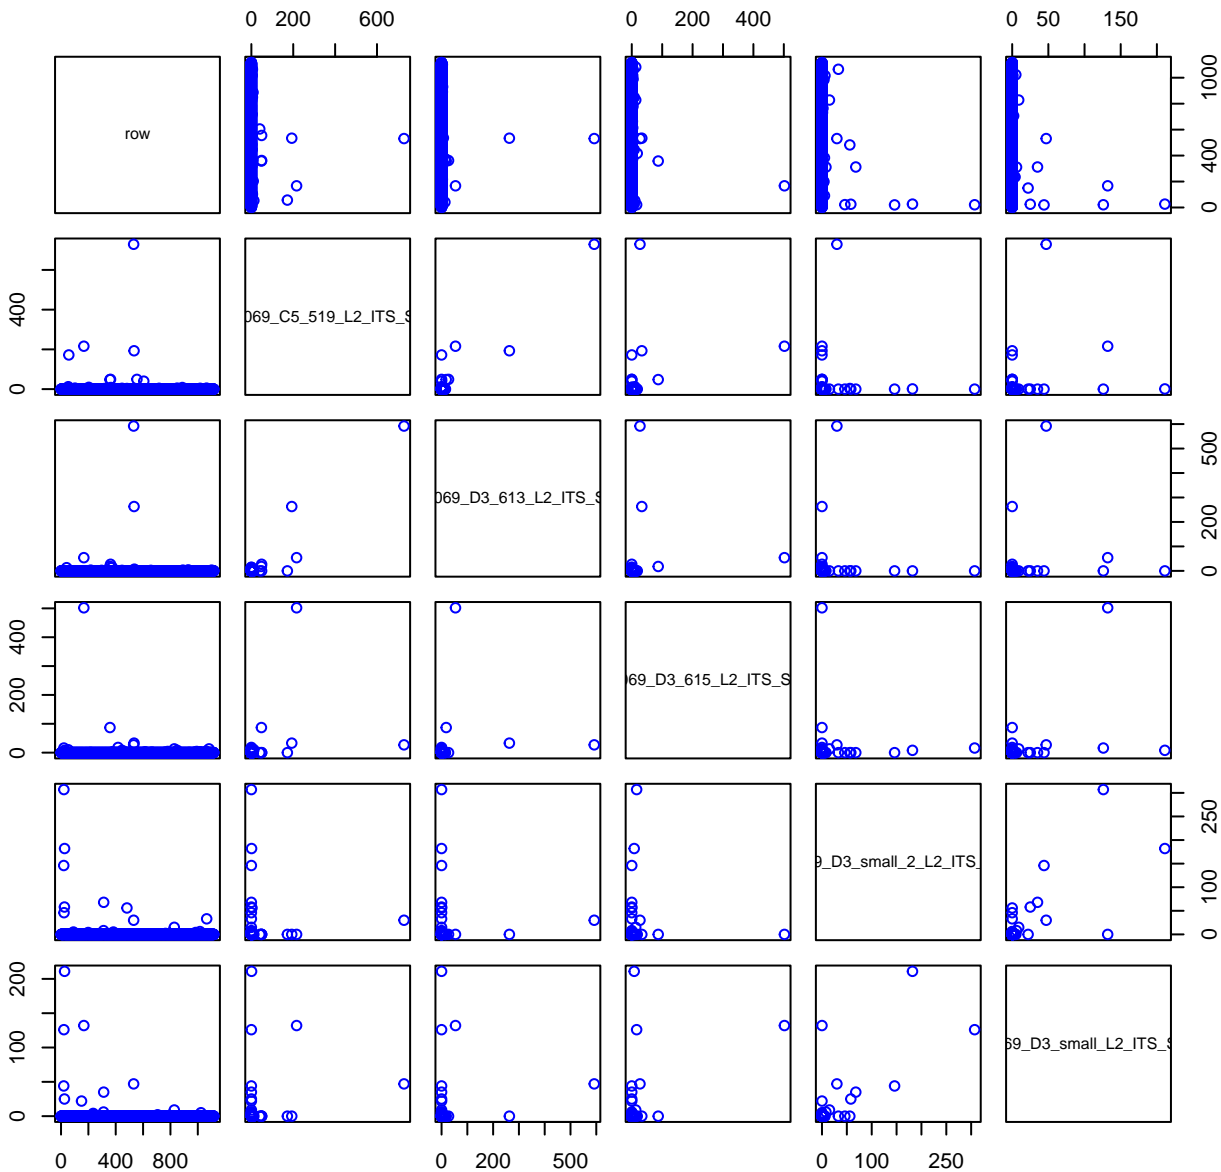 0 200 600 0 200 400 0 50 150
row
0 400 1000
0 400
069_C5_519_L2_ITS_S
069_D3_613_L2_ITS_S
0 200 500
0 200 400
069_D3_615_L2_ITS_S
9_D3_small_2_L2_ITS_
0 100 250
0 100 200
69_D3_small_L2_ITS_S
0 400 800 0 200 500 0 100 250